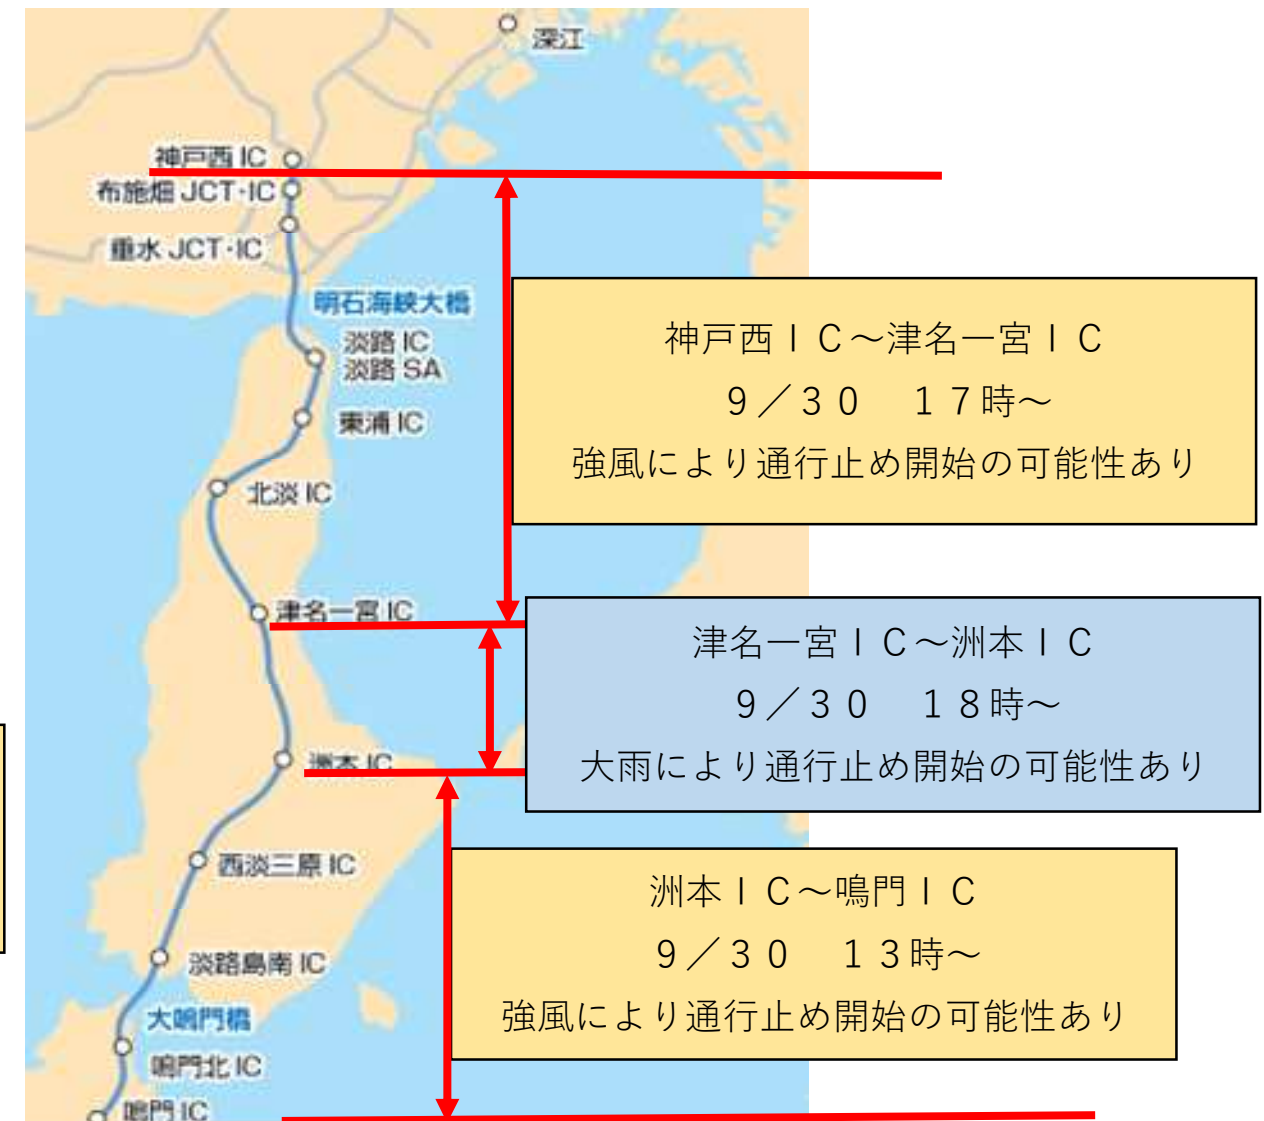 深江
神戸西 IC
布施畑 JCT・IC
垂水 JCT・IC
明石海峡大橋
淡路 IC
淡路 SA
東浦 IC
北淡 IC
津名一宮 IC
洲本 IC
西淡三原 IC
淡路島南 IC
大鳴門橋
鳴門北 IC
鳴門 IC
神戸西ＩＣ～津名一宮ＩＣ
９／３０　１７時～
強風により通行止め開始の可能性あり
津名一宮ＩＣ～洲本ＩＣ
９／３０　１８時～
大雨により通行止め開始の可能性あり
洲本ＩＣ～鳴門ＩＣ
９／３０　１３時～
強風により通行止め開始の可能性あり